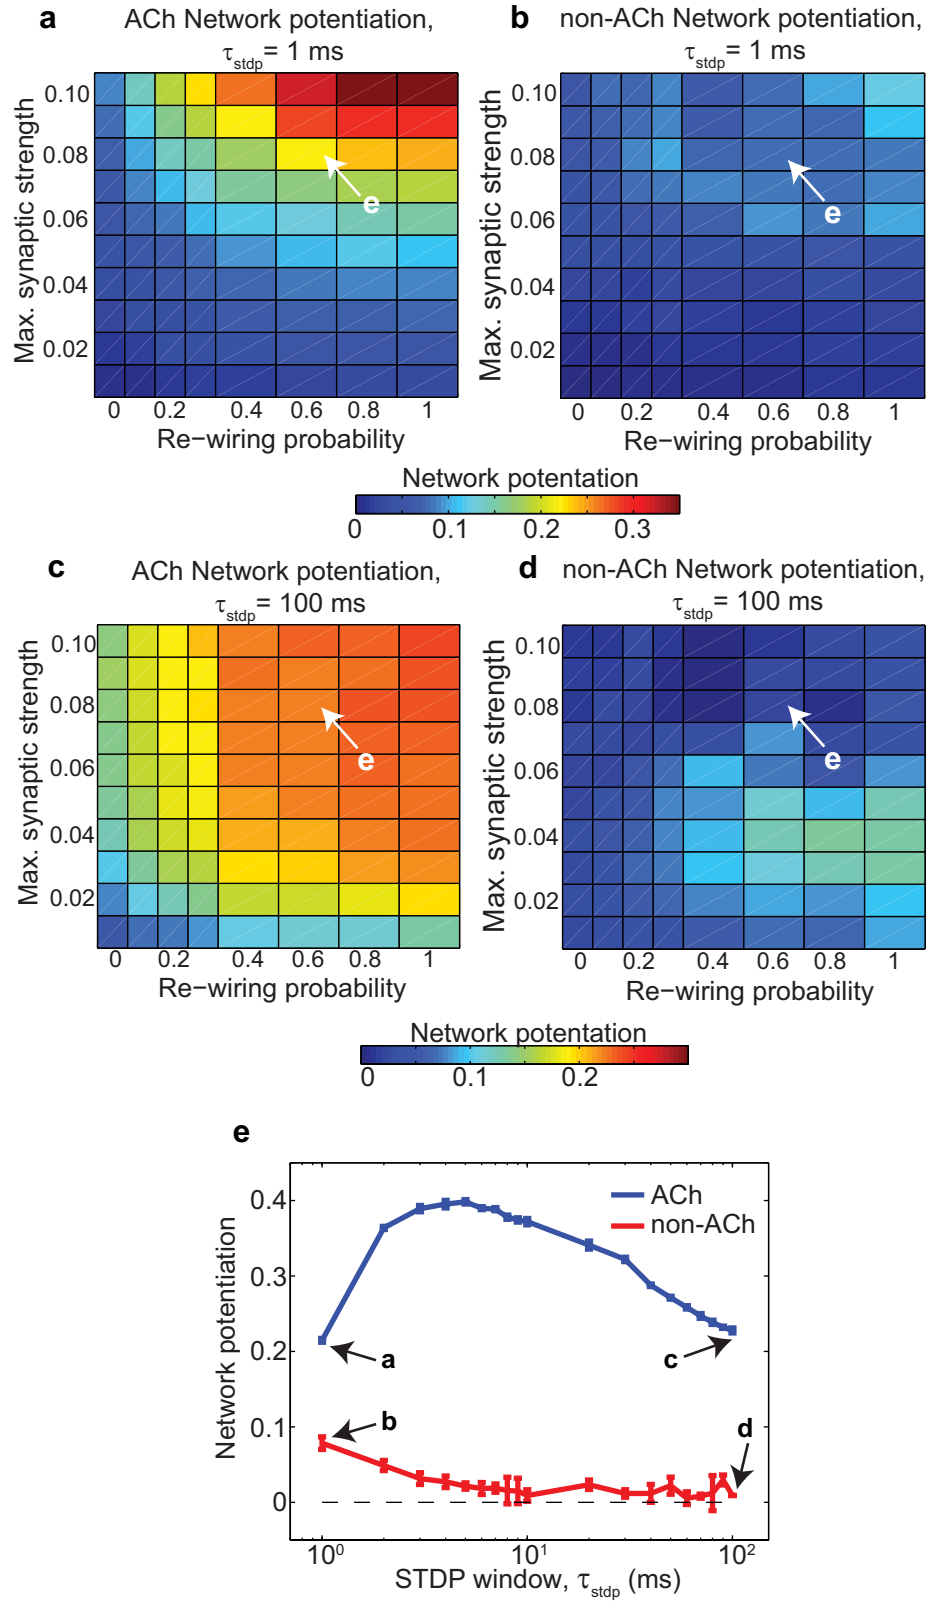 a
ACh Network potentiation,
τstdp= 1 ms
Max. synaptic strength
0.10
0.08
0.06
0.04
0.02
e
0 0.2 0.4 0.6 0.8 1
Re−wiring probability
b
non-ACh Network potentiation,
τstdp= 1 ms
Max. synaptic strength
0.10
0.08
0.06
0.04
0.02
e
0 0.2 0.4 0.6 0.8 1
Re−wiring probability
Network potentation
0 0.1 0.2 0.3
c
ACh Network potentiation,
τstdp= 100 ms
Max. synaptic strength
0.10
0.08
0.06
0.04
0.02
e
0 0.2 0.4 0.6 0.8 1
Re−wiring probability
d
non-ACh Network potentiation,
τstdp= 100 ms
Max. synaptic strength
0.10
0.08
0.06
0.04
0.02
e
0 0.2 0.4 0.6 0.8 1
Re−wiring probability
Network potentation
0 0.1 0.2
e
Network potentiation
0.4
0.3
0.2
0.1
0
ACh
non-ACh
a
c
b
d
10⁰ 10¹ 10²
STDP window, τstdp (ms)